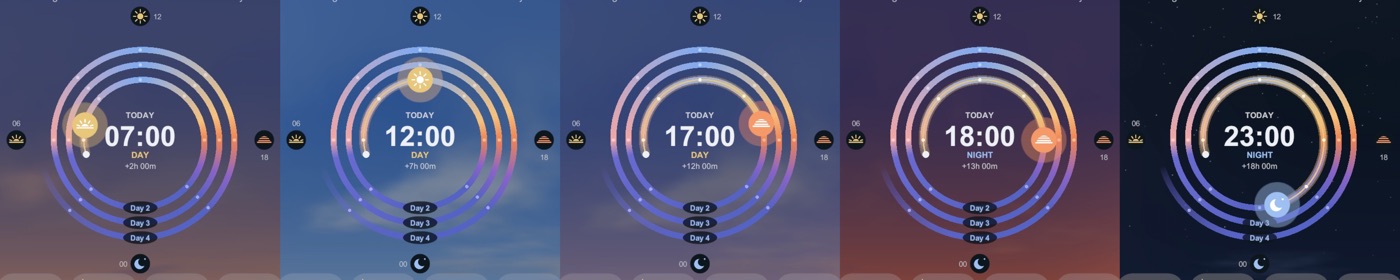 12
06
TODAY
07:00
DAY
+2h 00m
18
Day 2
Day 3
Day 4
00
12
06
TODAY
12:00
DAY
+7h 00m
18
Day 2
Day 3
Day 4
00
12
06
TODAY
17:00
DAY
+12h 00m
18
Day 2
Day 3
Day 4
00
12
06
TODAY
18:00
NIGHT
+13h 00m
18
Day 2
Day 3
Day 4
00
12
06
TODAY
23:00
NIGHT
+18h 00m
18
Day 3
Day 4
00